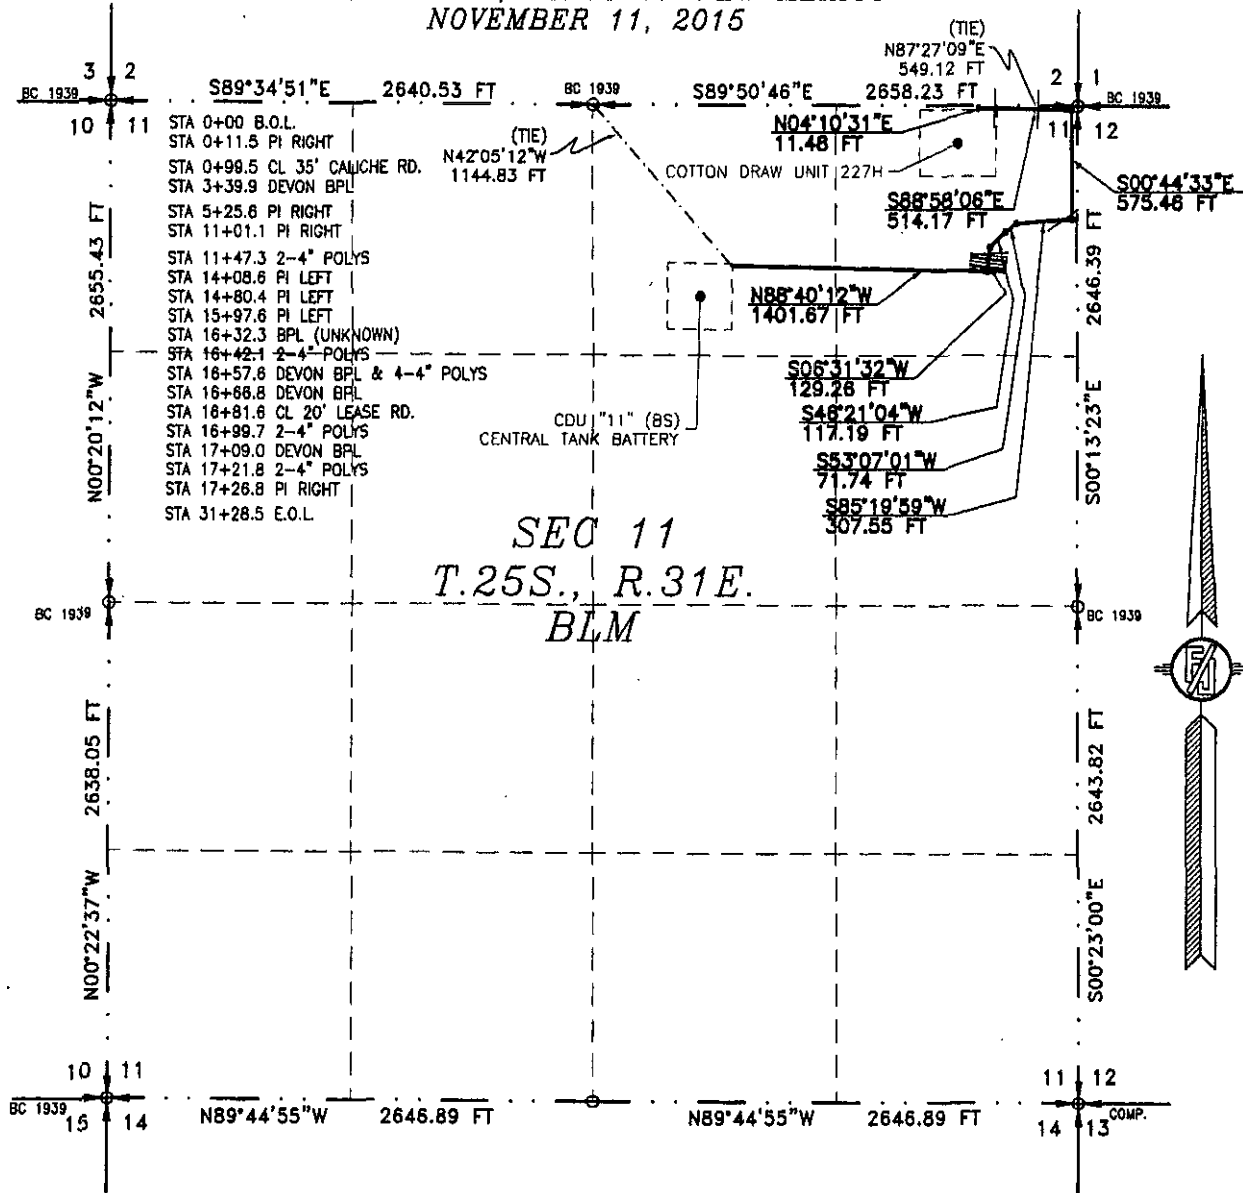 NOVEMBER 11, 2015
(TIE)
N87°27'09"E
549.12 FT
3 2
S89°34'51"E 2640.53 FT
BC 1939
S89°50'46"E 2658.23 FT
2 1
BC 1939
BC 1939
10 11
11 12
STA 0+00 B.O.L.
STA 0+11.5 PI RIGHT
STA 0+99.5 CL 35' CALICHE RD.
STA 3+39.9 DEVON BPL
STA 5+25.6 PI RIGHT
STA 11+01.1 PI RIGHT
STA 11+47.3 2-4" POLYS
STA 14+08.6 PI LEFT
STA 14+80.4 PI LEFT
STA 15+97.6 PI LEFT
STA 16+32.3 BPL (UNKNOWN)
STA 16+42.1 2-4" POLYS
STA 16+57.6 DEVON BPL & 4-4" POLYS
STA 16+66.8 DEVON BPL
STA 16+81.6 CL 20' LEASE RD.
STA 16+99.7 2-4" POLYS
STA 17+09.0 DEVON BPL
STA 17+21.8 2-4" POLYS
STA 17+26.8 PI RIGHT
STA 31+28.5 E.O.L.
(TIE)
N42°05'12"W
1144.83 FT
N04°10'31"E
11.48 FT
COTTON DRAW UNIT 227H
S88°58'06"E
514.17 FT
S00°44'33"E
575.46 FT
N88°40'12"W
1401.67 FT
S06°31'32"W
129.26 FT
S46°21'04"W
117.19 FT
S53°07'01"W
71.74 FT
S85°19'59"W
307.55 FT
CDU "11" (8S)
CENTRAL TANK BATTERY
N00°20'12"W 2655.43 FT
S00°13'23"E 2646.39 FT
SEC 11
T.25S., R.31E.
BLM
BC 1939
BC 1939
N00°22'37"W 2638.05 FT
S00°23'00"E 2643.82 FT
10 11
11 12
BC 1939
15 14
N89°44'55"W 2646.89 FT
N89°44'55"W 2646.89 FT
14 13
COMP.